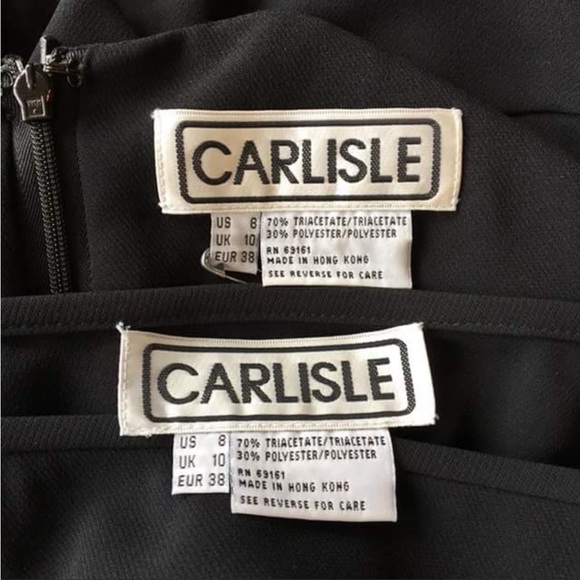 CARLISLE
US 8
UK 10
EUR 38
70% TRIACETATE/TRIACETATE
30% POLYESTER/POLYESTER
RN 69161
MADE IN HONG KONG
SEE REVERSE FOR CARE
CARLISLE
US 8
UK 10
EUR 38
70% TRIACETATE/TRIACETATE
30% POLYESTER/POLYESTER
RN 69161
MADE IN HONG KONG
SEE REVERSE FOR CARE